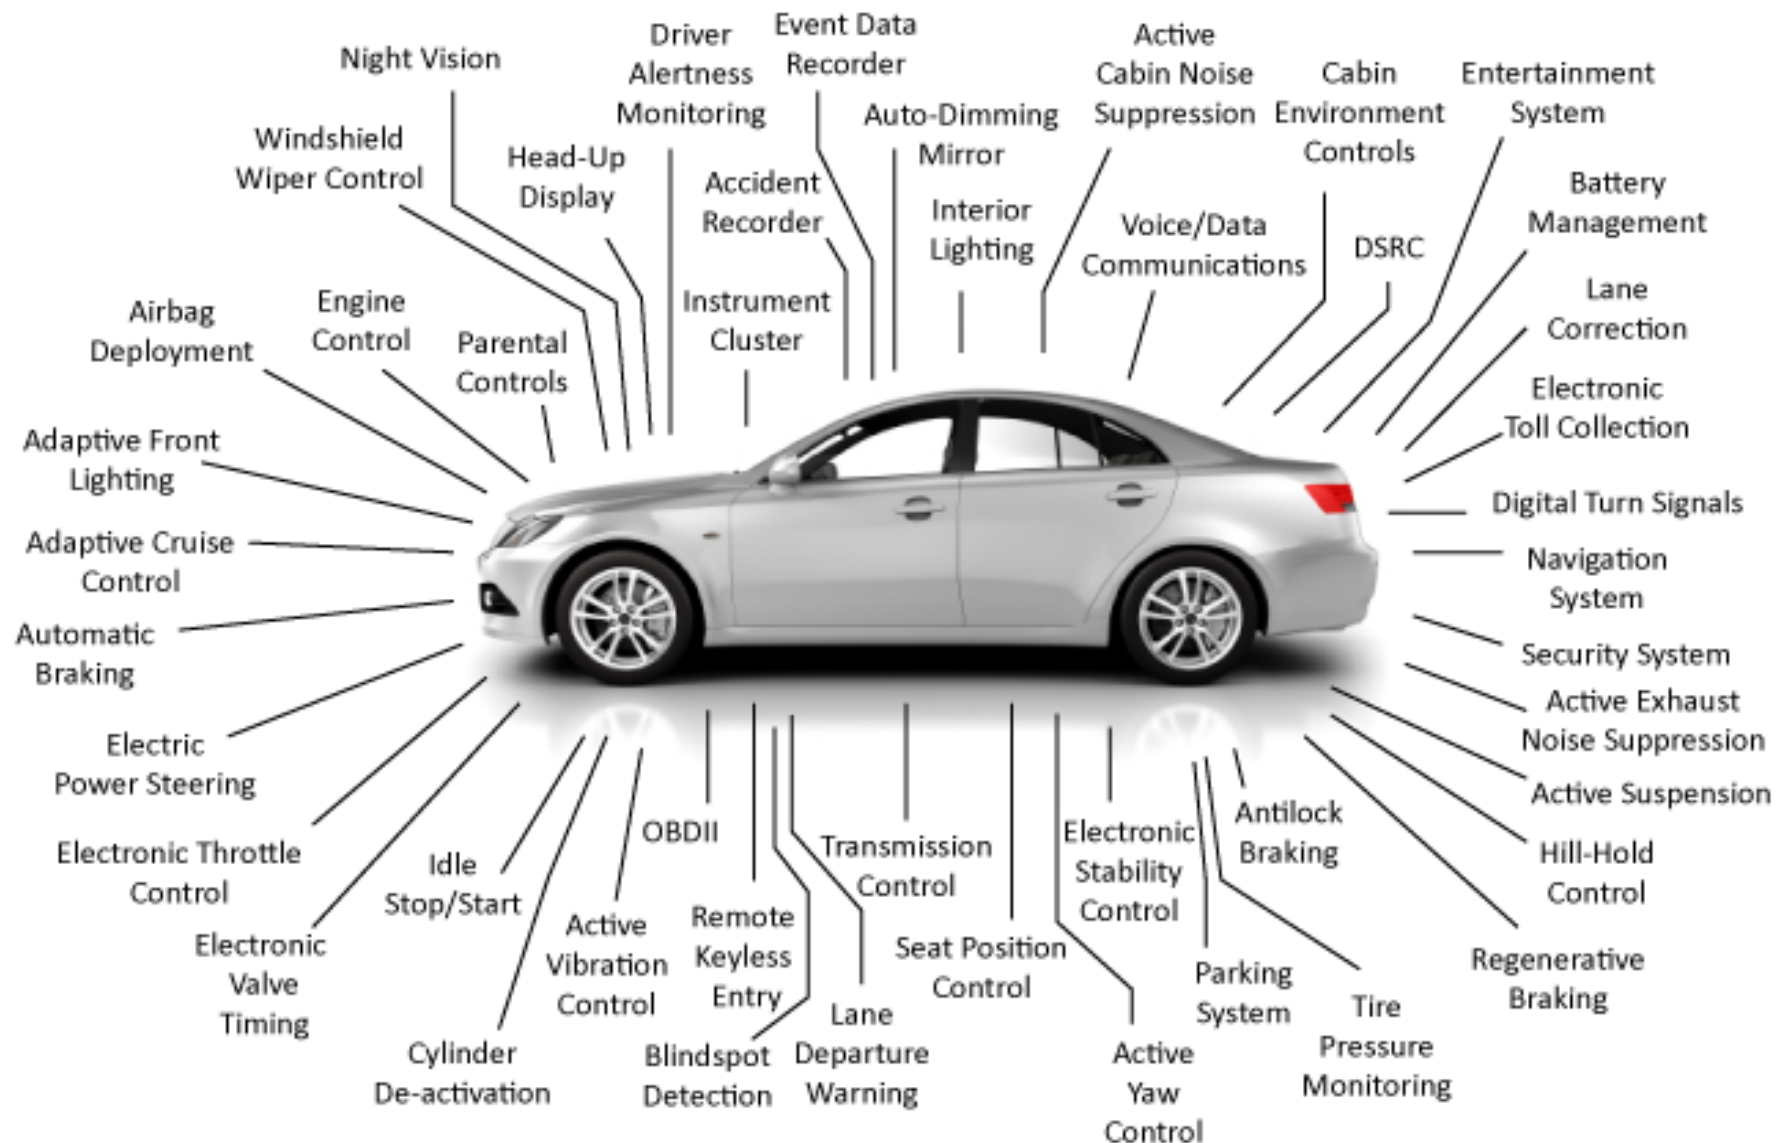 Night Vision
Driver
Alertness
Monitoring
Event Data
Recorder
Active
Cabin Noise
Suppression
Cabin
Environment
Controls
Entertainment
System
Windshield
Wiper Control
Head-Up
Display
Accident
Recorder
Auto-Dimming
Mirror
Interior
Lighting
Voice/Data
Communications
DSRC
Battery
Management
Airbag
Deployment
Engine
Control
Parental
Controls
Instrument
Cluster
Lane
Correction
Electronic
Toll Collection
Adaptive Front
Lighting
Digital Turn Signals
Adaptive Cruise
Control
Navigation
System
Automatic
Braking
Security System
Active Exhaust
Noise Suppression
Electric
Power Steering
Active Suspension
Electronic Throttle
Control
Idle
Stop/Start
OBDII
Transmission
Control
Electronic
Stability
Control
Antilock
Braking
Hill-Hold
Control
Electronic
Valve
Timing
Active
Vibration
Control
Remote
Keyless
Entry
Seat Position
Control
Parking
System
Regenerative
Braking
Cylinder
De-activation
Blindspot
Detection
Lane
Departure
Warning
Active
Yaw
Control
Tire
Pressure
Monitoring